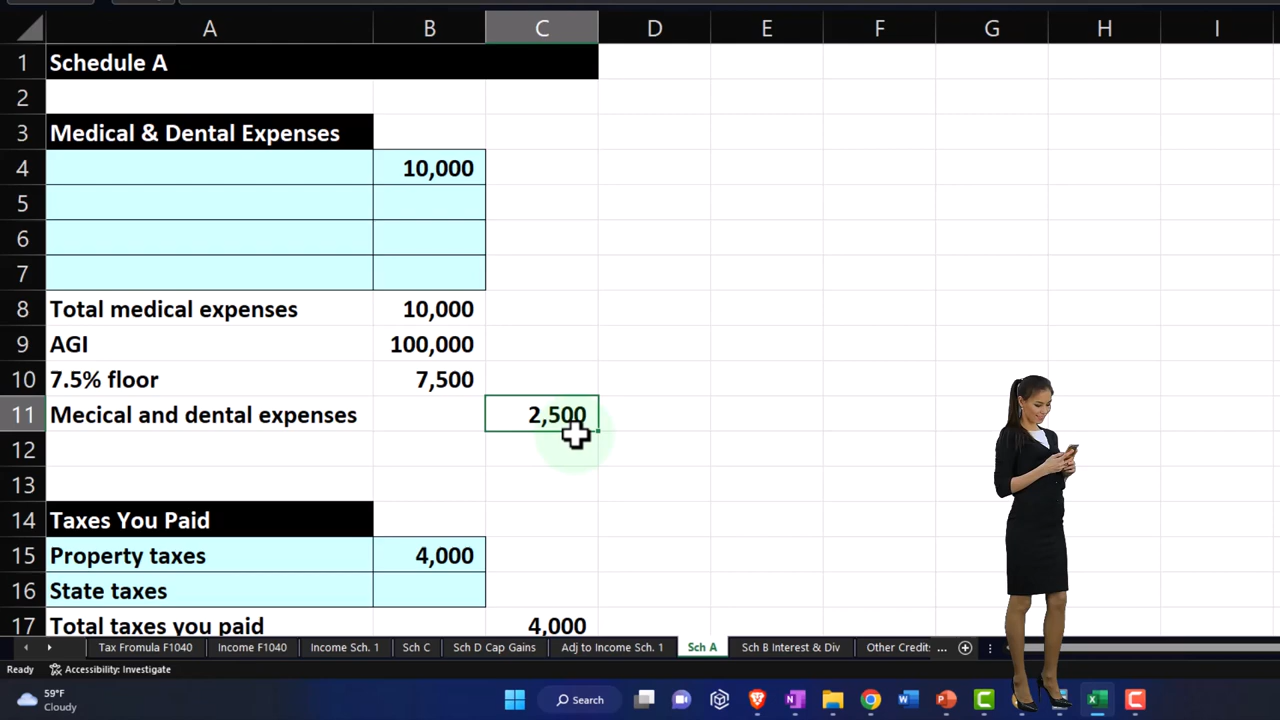 A B C D E F G H I
1 Schedule A
2
3 Medical & Dental Expenses
4 10,000
5
6
7
8 Total medical expenses 10,000
9 AGI 100,000
10 7.5% floor 7,500
11 Mecical and dental expenses 2,500
12
13
14 Taxes You Paid
15 Property taxes 4,000
16 State taxes
17 Total taxes you paid 4,000
Tax Fromula F1040 Income F1040 Income Sch. 1 Sch C Sch D Cap Gains Adj to Income Sch. 1 Sch A Sch B Interest & Div Other Credits ...
Ready Accessibility: Investigate
59°F
Cloudy
Search